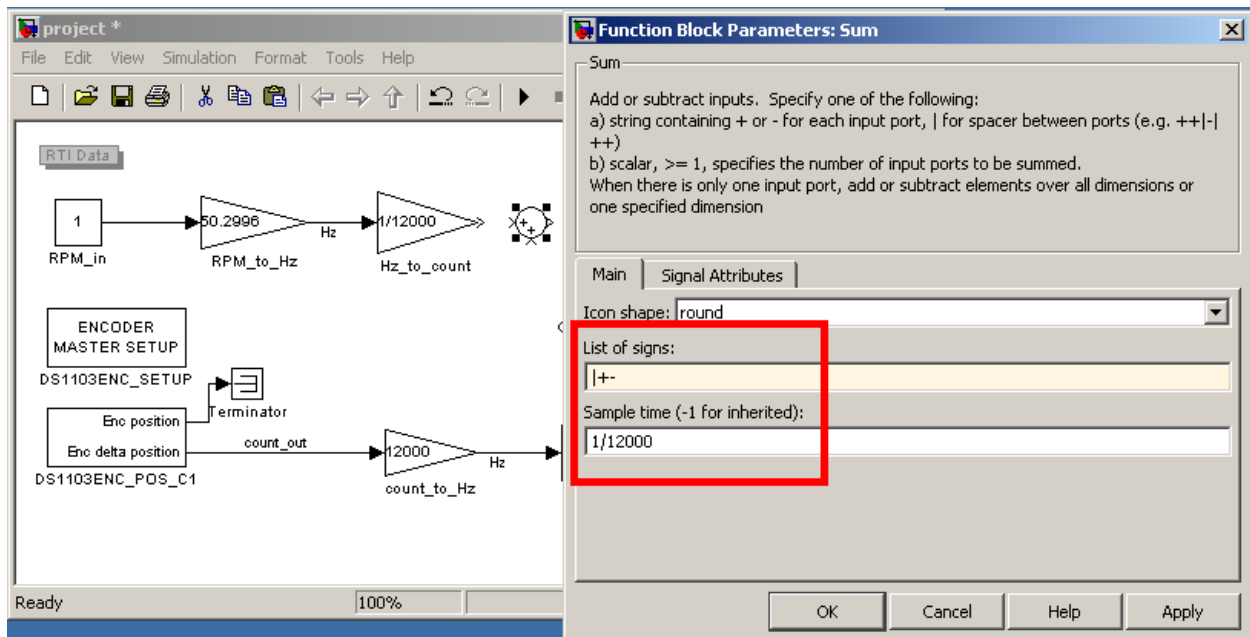 project *
File Edit View Simulation Format Tools Help
RTI Data
1
RPM_in
50.2996
RPM_to_Hz
Hz
1/12000
Hz_to_count
+
+
ENCODER
MASTER SETUP
DS1103ENC_SETUP
Terminator
Enc position
Enc delta position
DS1103ENC_POS_C1
count_out
12000
count_to_Hz
Hz
Ready
100%
Function Block Parameters: Sum
Sum
Add or subtract inputs. Specify one of the following:
a) string containing + or - for each input port, | for spacer between ports (e.g. ++|-|
++)
b) scalar, >= 1, specifies the number of input ports to be summed.
When there is only one input port, add or subtract elements over all dimensions or
one specified dimension
Main Signal Attributes
Icon shape: round
List of signs:
|+-
Sample time (-1 for inherited):
1/12000
OK Cancel Help Apply